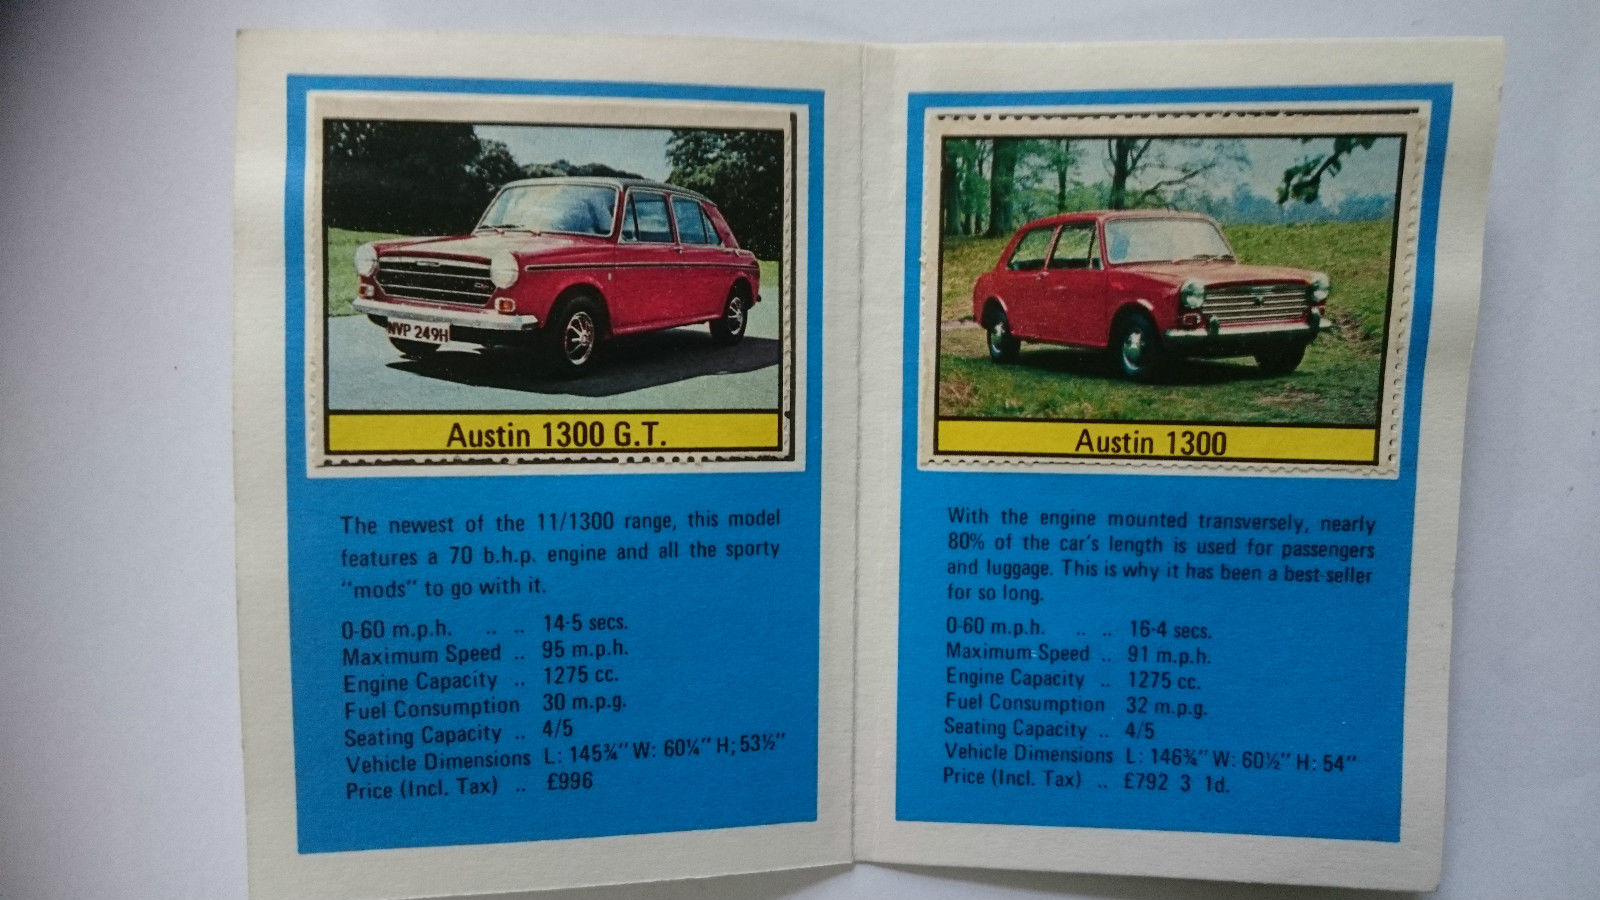 NVP 249H
Austin 1300 G.T.
The newest of the 11/1300 range, this model
features a 70 b.h.p. engine and all the sporty
"mods" to go with it.
0-60 m.p.h. .. .. 14·5 secs.
Maximum Speed .. 95 m.p.h.
Engine Capacity .. 1275 cc.
Fuel Consumption 30 m.p.g.
Seating Capacity .. 4/5
Vehicle Dimensions L: 145¾" W: 60¼" H; 53½"
Price (Incl. Tax) .. £996
Austin 1300
With the engine mounted transversely, nearly
80% of the car's length is used for passengers
and luggage. This is why it has been a best seller
for so long.
0-60 m.p.h. .. .. 16·4 secs.
Maximum Speed .. 91 m.p.h.
Engine Capacity .. 1275 cc.
Fuel Consumption 32 m.p.g.
Seating Capacity .. 4/5
Vehicle Dimensions L: 146¾" W: 60½" H: 54"
Price (Incl. Tax) .. £792 3 1d.